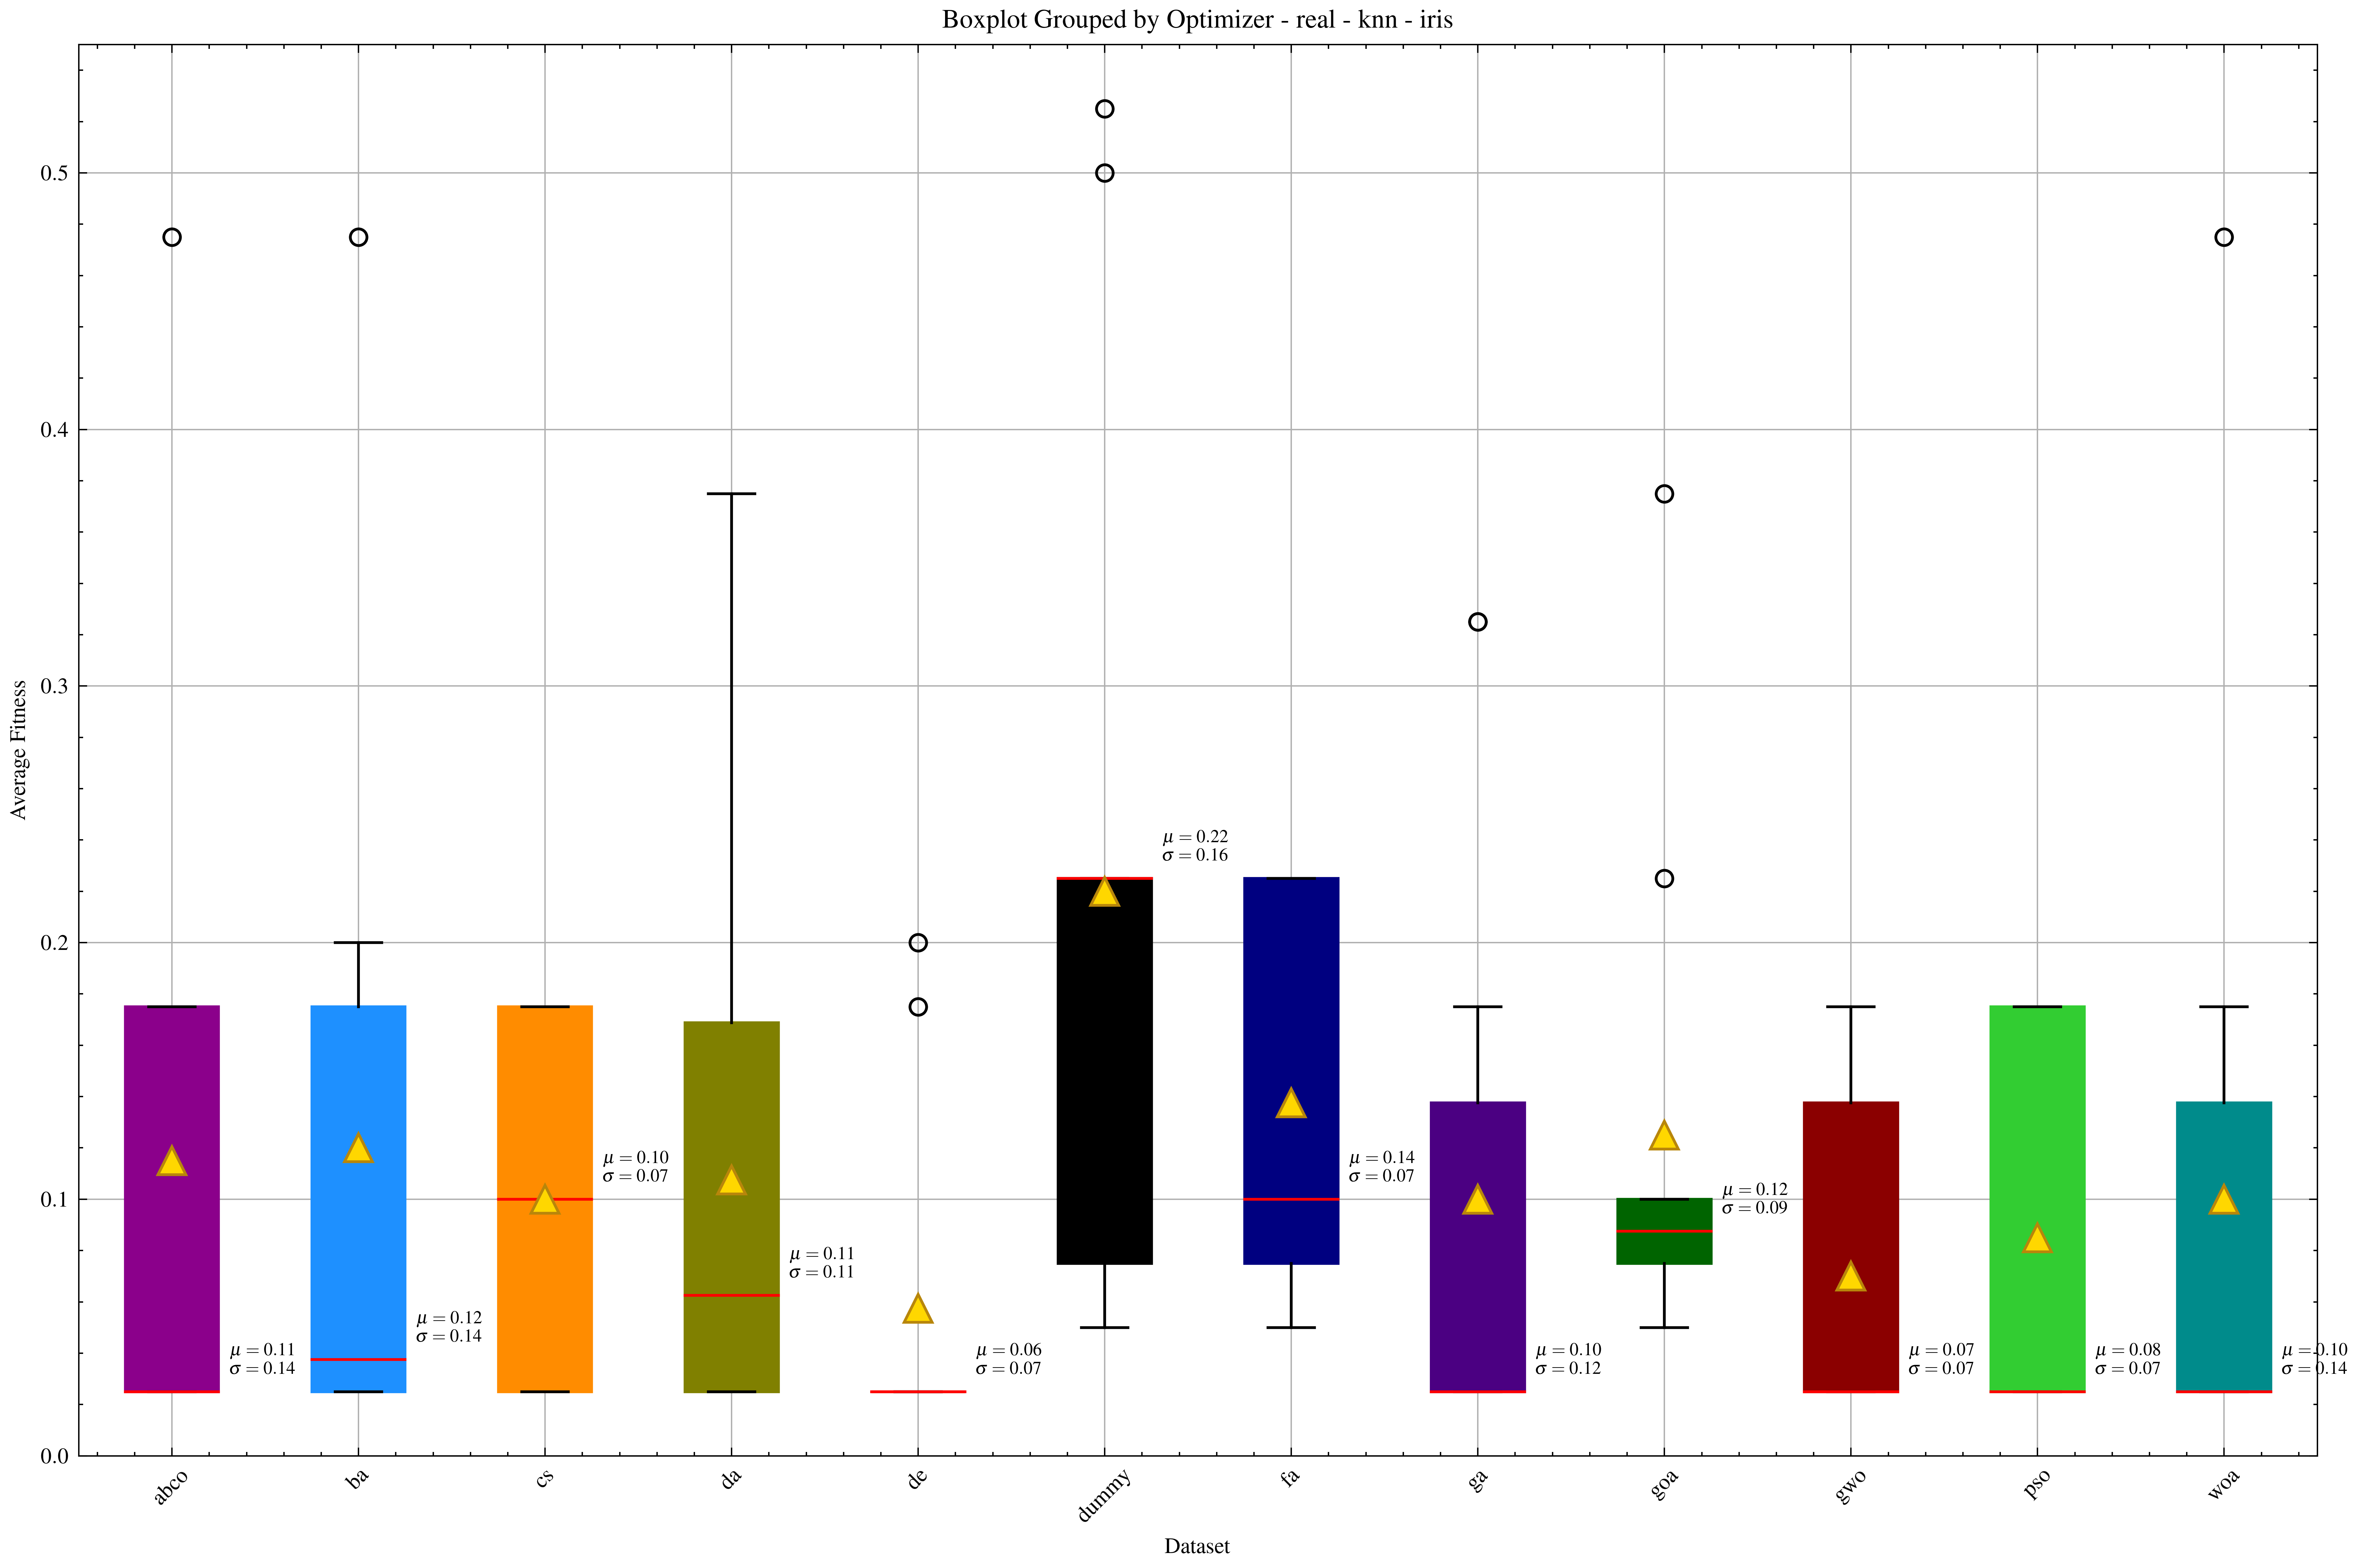 Boxplot Grouped by Optimizer - real - knn - iris
Average Fitness
0.5
0.4
0.3
0.2
0.1
0.0
μ = 0.11
σ = 0.14
μ = 0.12
σ = 0.14
μ = 0.10
σ = 0.07
μ = 0.11
σ = 0.11
μ = 0.06
σ = 0.07
μ = 0.22
σ = 0.16
μ = 0.14
σ = 0.07
μ = 0.10
σ = 0.12
μ = 0.12
σ = 0.09
μ = 0.07
σ = 0.07
μ = 0.08
σ = 0.07
μ = 0.10
σ = 0.14
abco
ba
cs
da
de
dummy
fa
ga
goa
gwo
pso
woa
Dataset